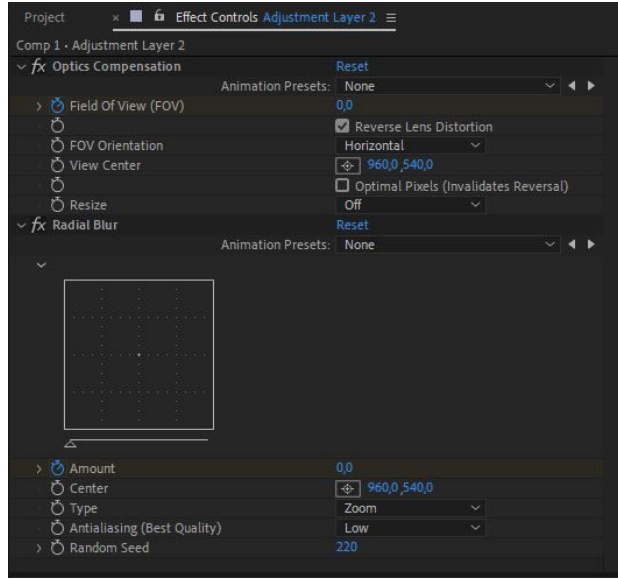 Project × Effect Controls Adjustment Layer 2
Comp 1 • Adjustment Layer 2
fx Optics Compensation Reset
Animation Presets: None
Field Of View (FOV) 0,0
Reverse Lens Distortion
FOV Orientation Horizontal
View Center 960,0 ,540,0
Optimal Pixels (Invalidates Reversal)
Resize Off
fx Radial Blur Reset
Animation Presets: None
Amount 0,0
Center 960,0 ,540,0
Type Zoom
Antialiasing (Best Quality) Low
Random Seed 220